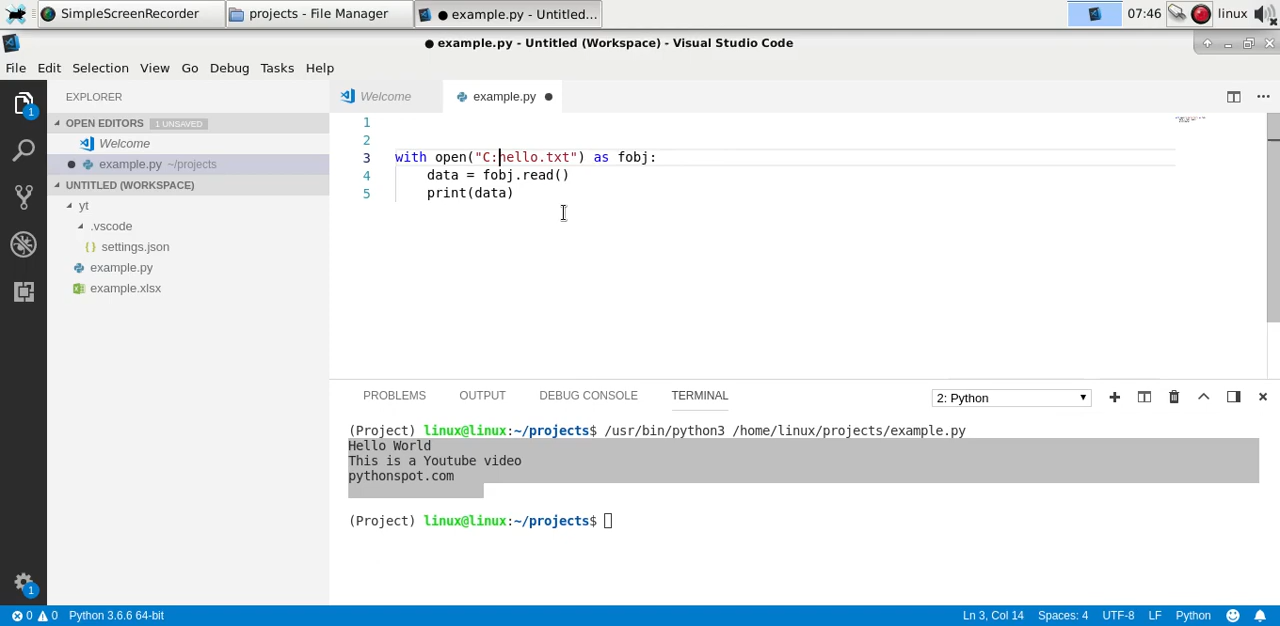 SimpleScreenRecorder
projects - File Manager
● example.py - Untitled...
07:46
linux
● example.py - Untitled (Workspace) - Visual Studio Code
File Edit Selection View Go Debug Tasks Help
EXPLORER
OPEN EDITORS 1 UNSAVED
Welcome
example.py ~/projects
UNTITLED (WORKSPACE)
yt
.vscode
{} settings.json
example.py
example.xlsx
1
1
Welcome
example.py
1
2
3 with open("C:hello.txt") as fobj:
4 data = fobj.read()
5 print(data)
PROBLEMS OUTPUT DEBUG CONSOLE TERMINAL
2: Python
(Project) linux@linux:~/projects$ /usr/bin/python3 /home/linux/projects/example.py
Hello World
This is a Youtube video
pythonspot.com
(Project) linux@linux:~/projects$
0 0 Python 3.6.6 64-bit
Ln 3, Col 14 Spaces: 4 UTF-8 LF Python